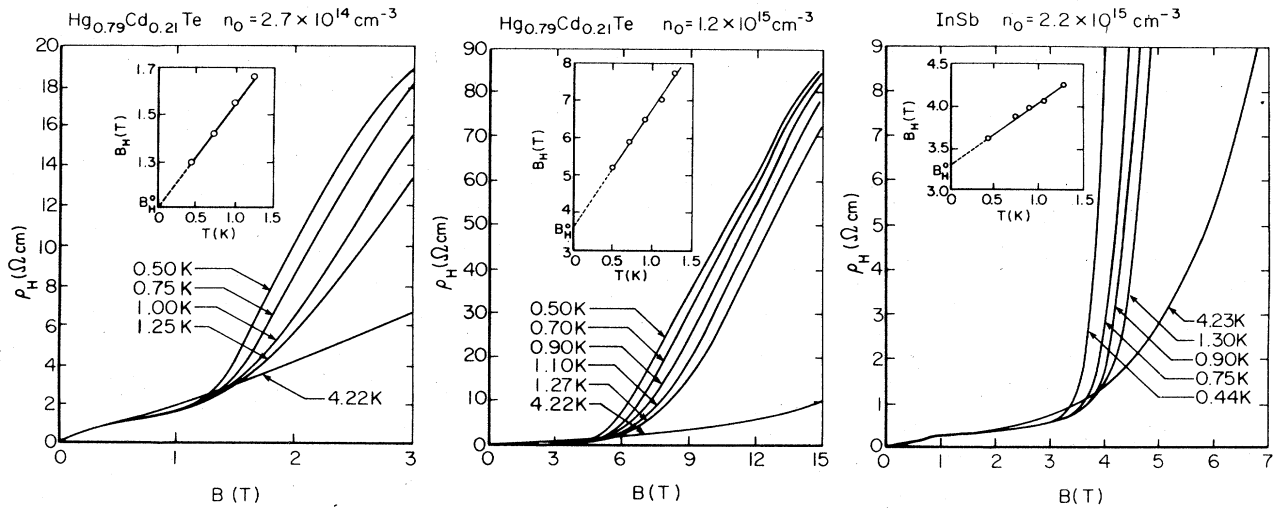 Hg0.79Cd0.21Te n0 = 2.7 × 10^14 cm^-3
20
18
16
14
12
10
8
6
4
2
0
ρH (Ω cm)
0
1
2
3
B (T)
1.7
1.5
1.3
B°H
BH (T)
0
0.5
1.0
1.5
T(K)
0.50K
0.75K
1.00K
1.25K
4.22K
Hg0.79Cd0.21Te n0 = 1.2 × 10^15 cm^-3
90
80
70
60
50
40
30
20
10
0
ρH (Ω cm)
0
3
6
9
12
15
B (T)
8
7
6
5
4
B°H
3
BH (T)
0
0.5
1.0
1.5
T(K)
0.50K
0.70K
0.90K
1.10K
1.27K
4.22K
InSb n0 = 2.2 × 10^15 cm^-3
9
8
7
6
5
4
3
2
1
0
ρH (Ω cm)
0
1
2
3
4
5
6
7
B(T)
4.5
4.0
3.5
B°H
3.0
BH (T)
0
0.5
1.0
1.5
T(K)
4.23K
1.30K
0.90K
0.75K
0.44K